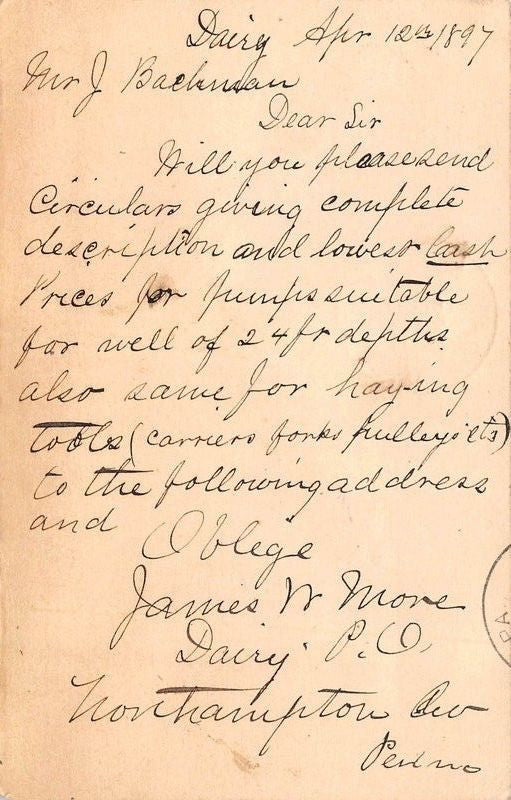 Dairy Apr 12th 1897
Mr J Bachman
Dear Sir
Will you please send
Circulars giving complete
description and lowest Cash
Prices for pumps suitable
for well of 24 ft depths
also same for haying
tools (carriers forks pulleys etc)
to the following address
and
Oblege
James W More
Dairy P.O.
Northampton Co
Penna
PA